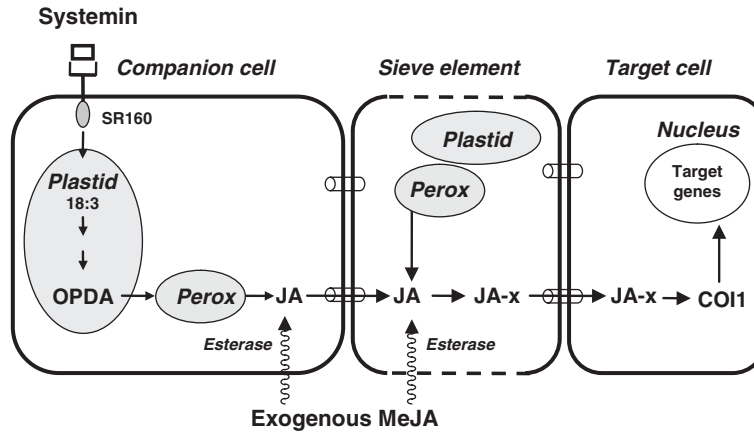 Systemin
Companion cell
Sieve element
Target cell
SR160
Plastid
18:3
OPDA
Perox
JA
Esterase
Plastid
Perox
JA
JA-x
Esterase
Nucleus
Target
genes
JA-x
COI1
Exogenous MeJA